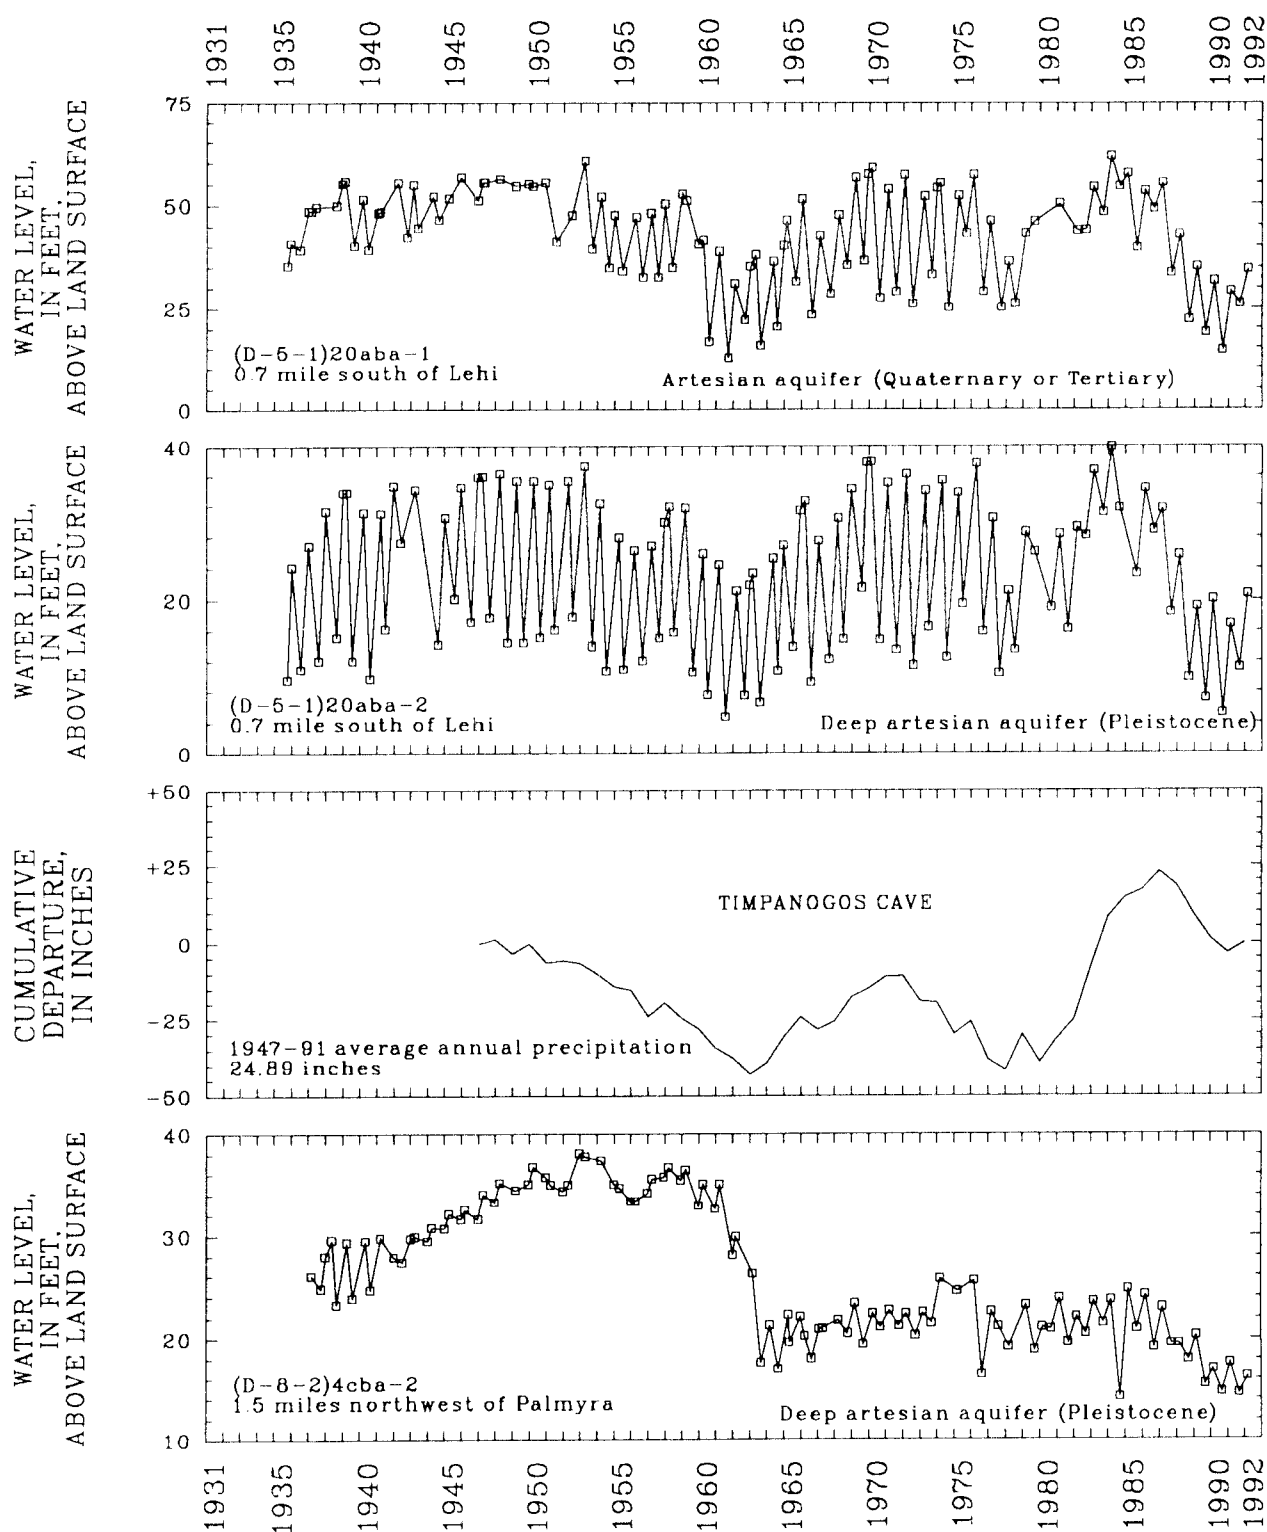 1931 1935 1940 1945 1950 1955 1960 1965 1970 1975 1980 1985 1990 1992
WATER LEVEL,
IN FEET,
ABOVE LAND SURFACE
75
50
25
0
(D-5-1)20aba-1
0.7 mile south of Lehi
Artesian aquifer (Quaternary or Tertiary)
WATER LEVEL,
IN FEET,
ABOVE LAND SURFACE
40
20
0
(D-5-1)20aba-2
0.7 mile south of Lehi
Deep artesian aquifer (Pleistocene)
CUMULATIVE
DEPARTURE,
IN INCHES
+50
+25
0
-25
-50
TIMPANOGOS CAVE
1947-91 average annual precipitation
24.89 inches
WATER LEVEL,
IN FEET,
ABOVE LAND SURFACE
40
30
20
10
(D-8-2)4cba-2
1.5 miles northwest of Palmyra
Deep artesian aquifer (Pleistocene)
1931 1935 1940 1945 1950 1955 1960 1965 1970 1975 1980 1985 1990 1992